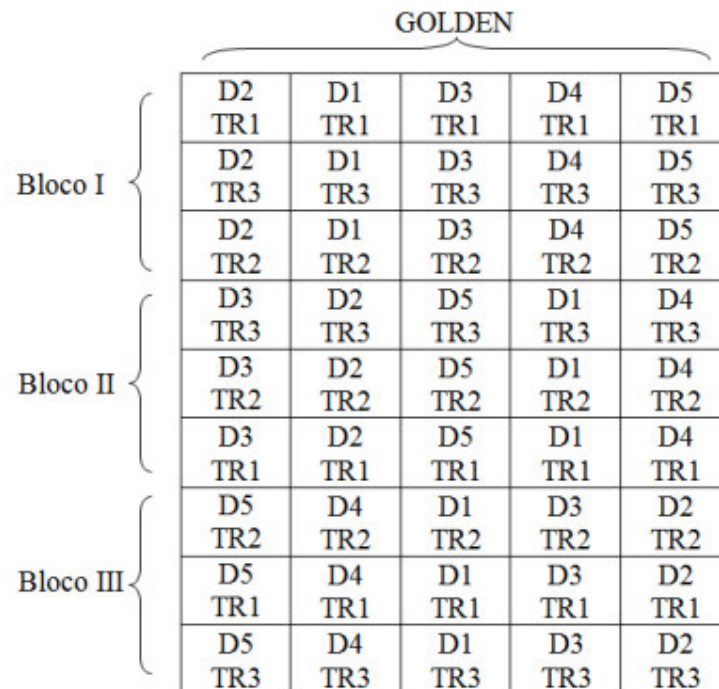 GOLDEN
D2 D1 D3 D4 D5
TR1 TR1 TR1 TR1 TR1
Bloco I
D2 D1 D3 D4 D5
TR3 TR3 TR3 TR3 TR3
D2 D1 D3 D4 D5
TR2 TR2 TR2 TR2 TR2
D3 D2 D5 D1 D4
TR3 TR3 TR3 TR3 TR3
Bloco II
D3 D2 D5 D1 D4
TR2 TR2 TR2 TR2 TR2
D3 D2 D5 D1 D4
TR1 TR1 TR1 TR1 TR1
D5 D4 D1 D3 D2
TR2 TR2 TR2 TR2 TR2
Bloco III
D5 D4 D1 D3 D2
TR1 TR1 TR1 TR1 TR1
D5 D4 D1 D3 D2
TR3 TR3 TR3 TR3 TR3